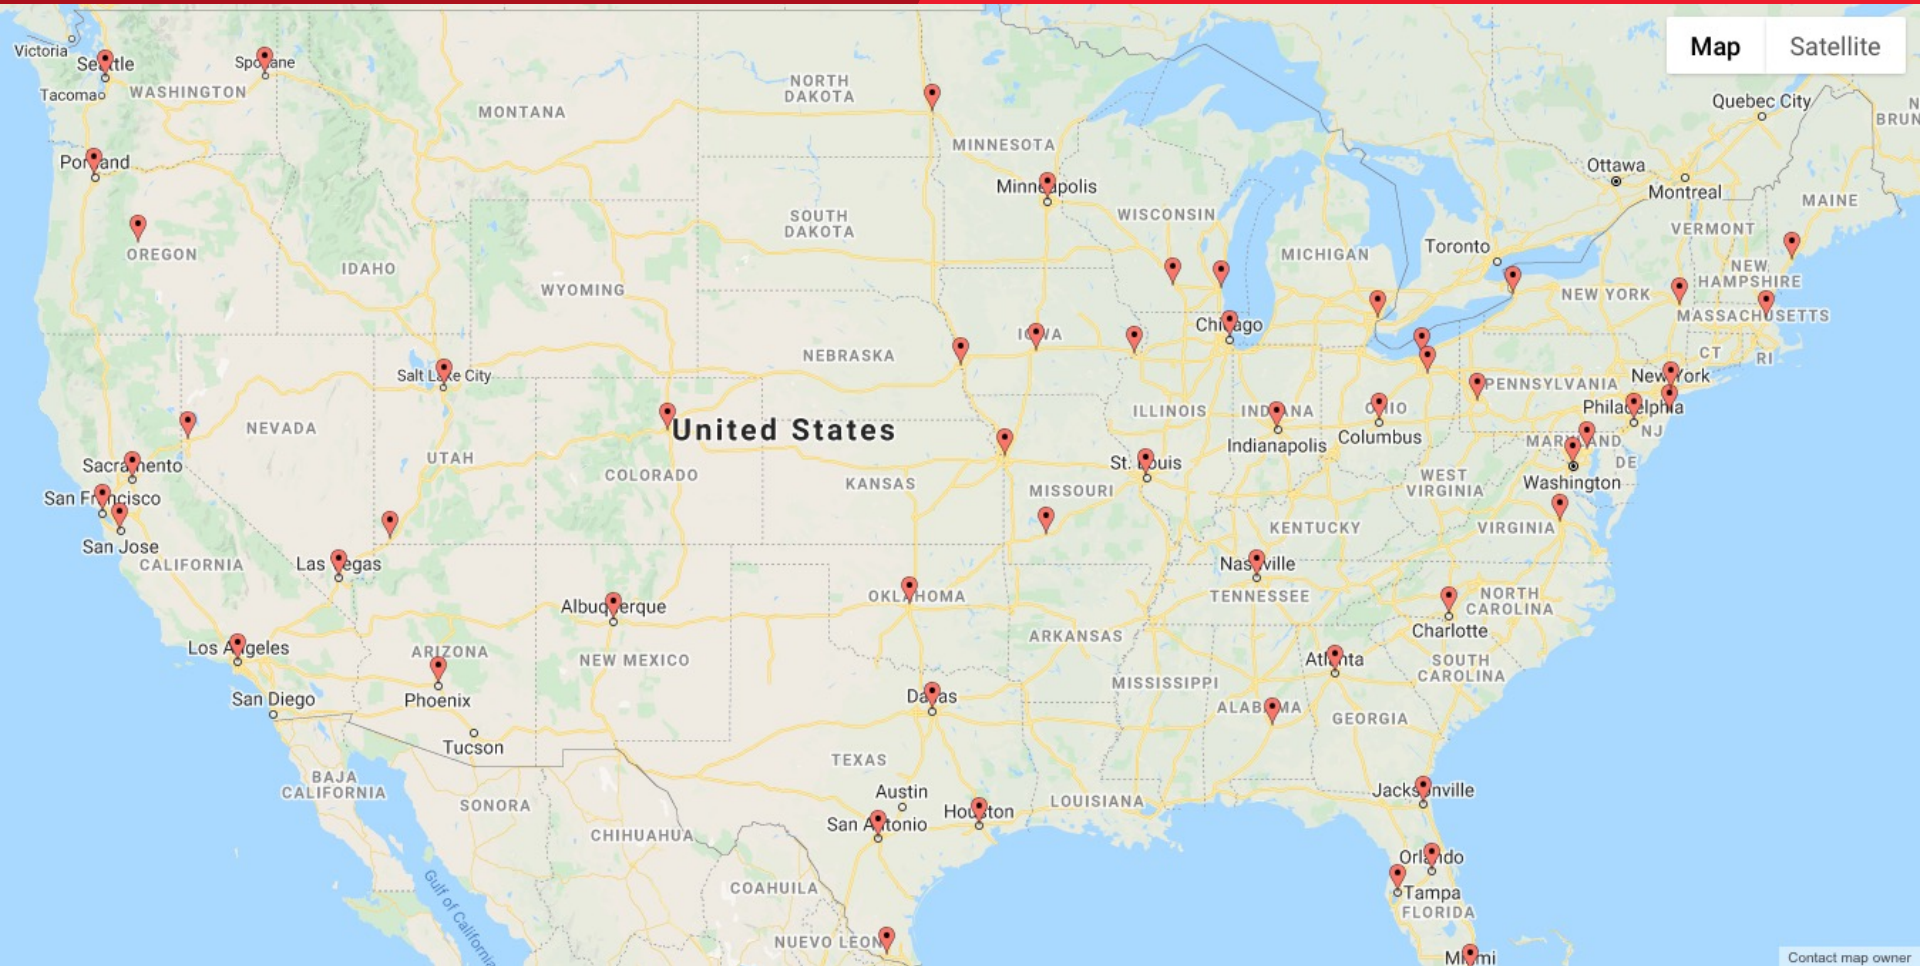 Map
Satellite
Victoria
Seattle
Spokane
Tacoma
WASHINGTON
MONTANA
NORTH
DAKOTA
MINNESOTA
Quebec City
Ottawa
Montreal
Portland
Minneapolis
WISCONSIN
MAINE
VERMONT
OREGON
IDAHO
SOUTH
DAKOTA
MICHIGAN
Toronto
NEW
HAMPSHIRE
NEW YORK
WYOMING
MASSACHUSETTS
Chicago
IOWA
NEBRASKA
CT
RI
Salt Lake City
PENNSYLVANIA
New York
NEVADA
United States
ILLINOIS
INDIANA
OHIO
Philadelphia
Indianapolis
Columbus
NJ
MARYLAND
Sacramento
UTAH
COLORADO
KANSAS
St. Louis
MISSOURI
WEST
VIRGINIA
DE
Washington
San Francisco
San Jose
CALIFORNIA
Las Vegas
KENTUCKY
VIRGINIA
Nashville
TENNESSEE
Albuquerque
OKLAHOMA
NORTH
CAROLINA
Charlotte
Los Angeles
ARIZONA
NEW MEXICO
ARKANSAS
Atlanta
SOUTH
CAROLINA
San Diego
Phoenix
Dallas
MISSISSIPPI
ALABAMA
GEORGIA
Tucson
TEXAS
BAJA
CALIFORNIA
SONORA
Austin
Houston
LOUISIANA
Jacksonville
San Antonio
CHIHUAHUA
Orlando
Tampa
FLORIDA
Gulf of California
COAHUILA
NUEVO LEON
Miami
Contact map owner